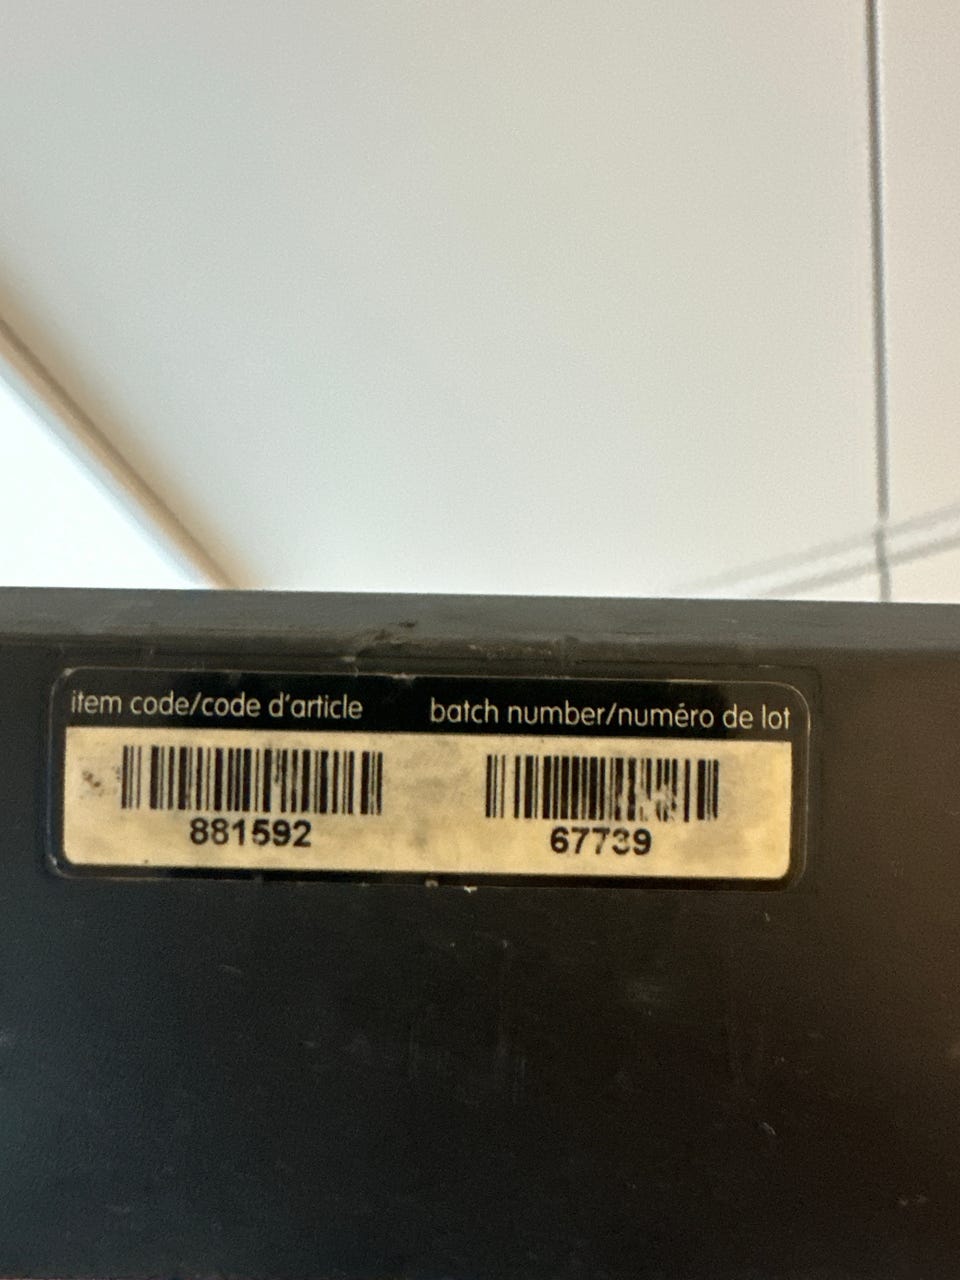 item code/code d'article batch number/numéro de lot
881592 67739